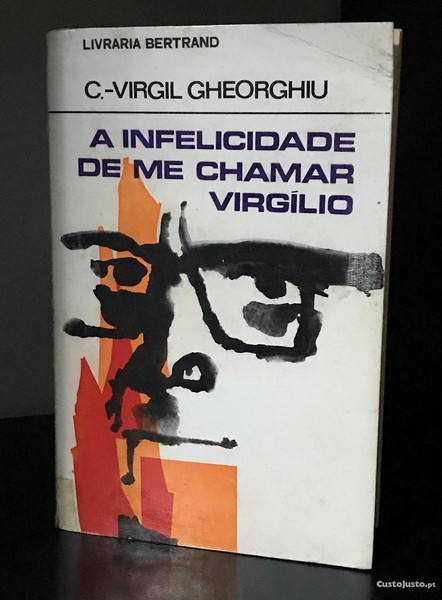 LIVRARIA BERTRAND
C.-VIRGIL GHEORGHIU
A INFELICIDADE
DE ME CHAMAR
VIRGÍLIO
CustoJusto.pt